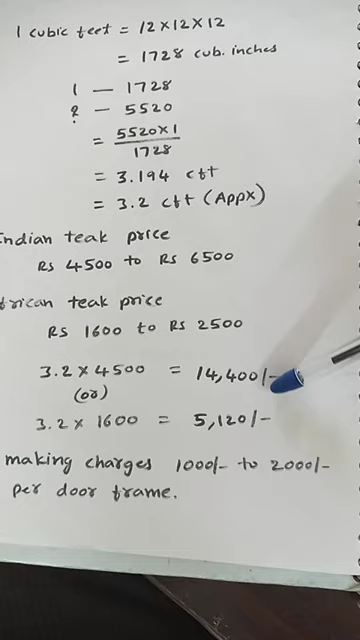 1 cubic feet = 12×12×12
= 1728 cub. inches
1 — 1728
? — 5520
= 5520×1
1728
= 3.194 cft
= 3.2 cft (Appx)
Indian teak price
Rs 4500 to Rs 6500
frican teak price
Rs 1600 to Rs 2500
3.2 × 4500 = 14,400/-
(or)
3.2 × 1600 = 5,120/-
making charges 1000/- to 2000/-
per door frame.